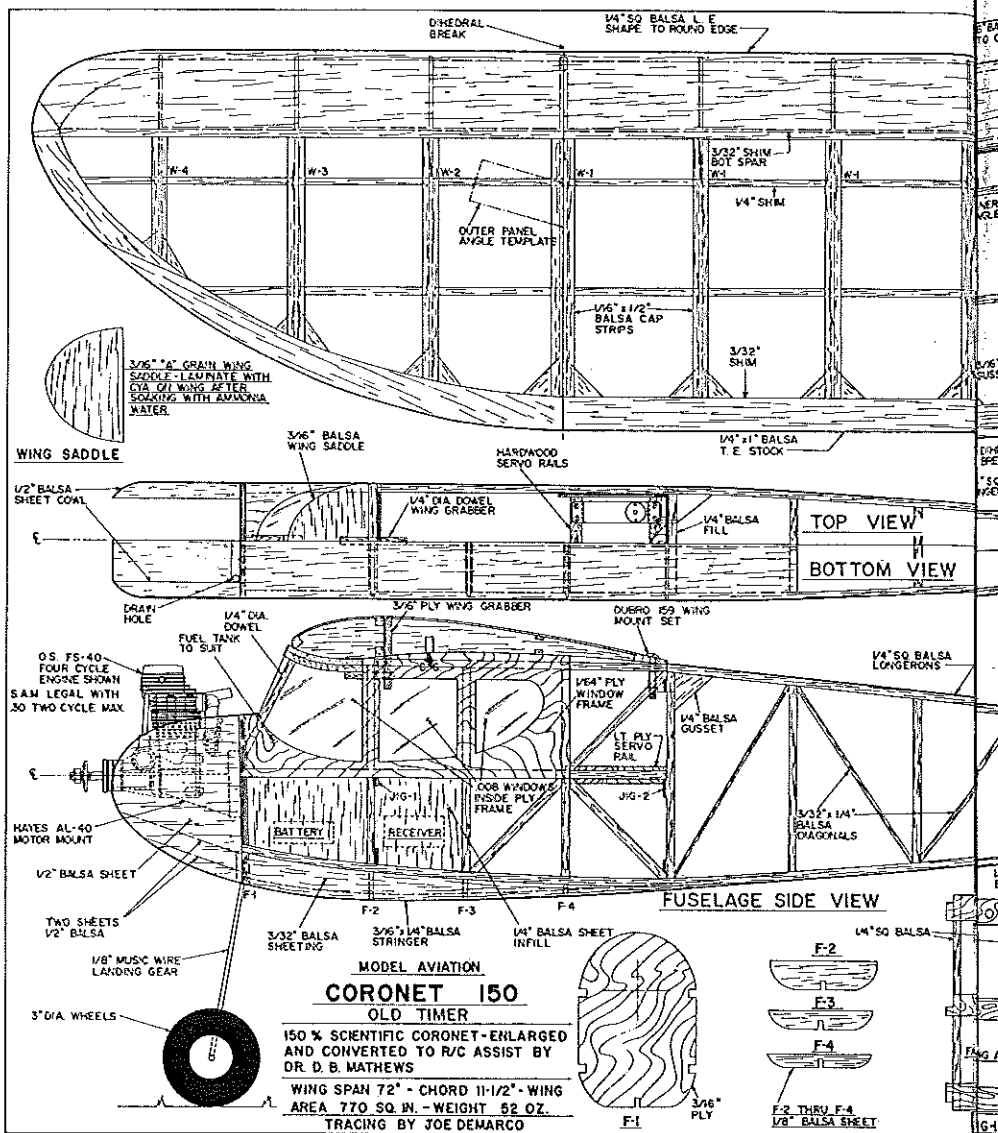 DIHEDRAL
BREAK
1/4" SQ BALSA L. E.
SHAPE TO ROUND EDGE
3/32" SHIM
BOT SPAR
W-4
W-3
W-2
W-1
W-1
W-1
1/4" SHIM
OUTER PANEL
ANGLE TEMPLATE
1/16" x 1/2"
BALSA CAP
STRIPS
3/32"
SHIM
3/16" "A" GRAIN WING
SADDLE-LAMINATE WITH
CYA ON WING AFTER
SOAKING WITH AMMONIA
WATER
WING SADDLE
1/4" x 1" BALSA
T. E. STOCK
3/16" BALSA
WING SADDLE
HARDWOOD
SERVO RAILS
1/2" BALSA
SHEET COWL
1/4" DIA DOWEL
WING GRABBER
1/4" BALSA
FILL
TOP VIEW
BOTTOM VIEW
DRAIN
HOLE
3/16" PLY WING GRABBER
DUBRO 159 WING
MOUNT SET
1/4" DIA.
DOWEL
FUEL TANK
TO SUIT
1/4" SQ BALSA
LONGERONS
O.S. FS-40
FOUR CYCLE
ENGINE SHOWN
S.A.M LEGAL WITH
.30 TWO CYCLE MAX.
1/64" PLY
WINDOW
FRAME
1/4" BALSA
GUSSET
LT. PLY
SERVO
RAIL
JIG-1
.008 WINDOWS
INSIDE PLY
FRAME
JIG-2
3/32" x 1/4"
BALSA
DIAGONALS
HAYES AL-40
MOTOR MOUNT
BATTERY
RECEIVER
1/2" BALSA SHEET
TWO SHEETS
1/2" BALSA
F-1
F-2
F-3
F-4
FUSELAGE SIDE VIEW
3/32" BALSA
SHEETING
3/16" x 1/4" BALSA
STRINGER
1/4" BALSA SHEET
INFILL
1/4" SQ BALSA
1/8" MUSIC WIRE
LANDING GEAR
3" DIA. WHEELS
MODEL AVIATION
CORONET 150
OLD TIMER
150 % SCIENTIFIC CORONET-ENLARGED
AND CONVERTED TO R/C ASSIST BY
DR. D. B. MATHEWS
WING SPAN 72" - CHORD 11-1/2" - WING
AREA 770 SQ. IN. - WEIGHT 52 OZ.
TRACING BY JOE DEMARCO
3/16"
PLY
F-1
F-2
F-3
F-4
F-2 THRU F-4
1/8" BALSA SHEET